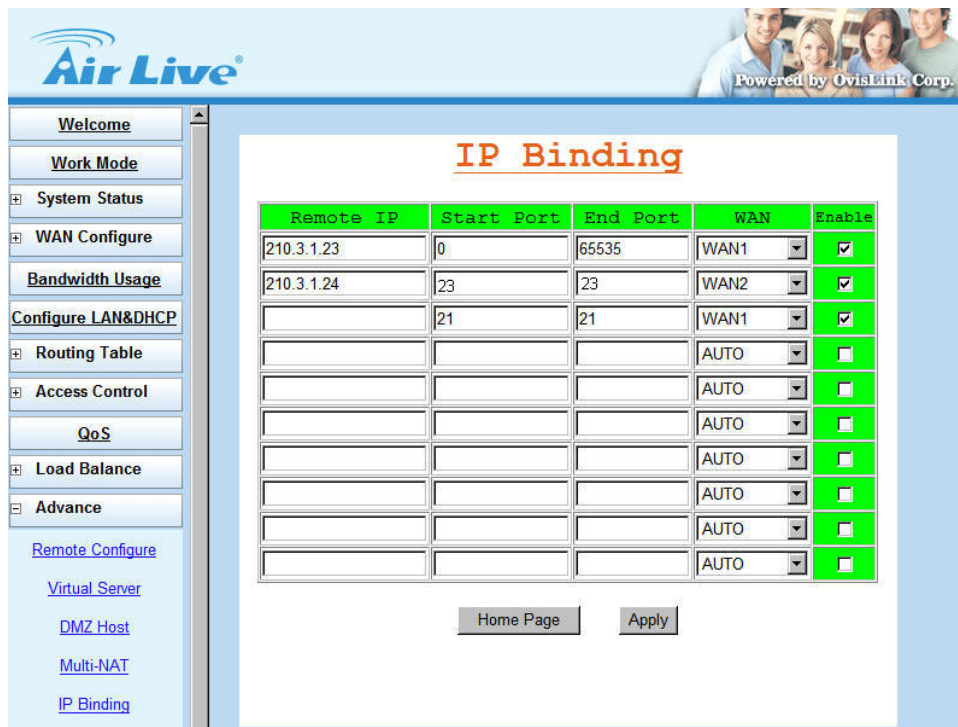 Air Live®
Powered by OvisLink Corp.
Welcome
Work Mode
System Status
WAN Configure
Bandwidth Usage
Configure LAN&DHCP
Routing Table
Access Control
QoS
Load Balance
Advance
Remote Configure
Virtual Server
DMZ Host
Multi-NAT
IP Binding
IP Binding
Remote IP Start Port End Port WAN Enable
210.3.1.23 0 65535 WAN1
210.3.1.24 23 23 WAN2
21 21 WAN1
AUTO
AUTO
AUTO
AUTO
AUTO
AUTO
AUTO
Home Page Apply